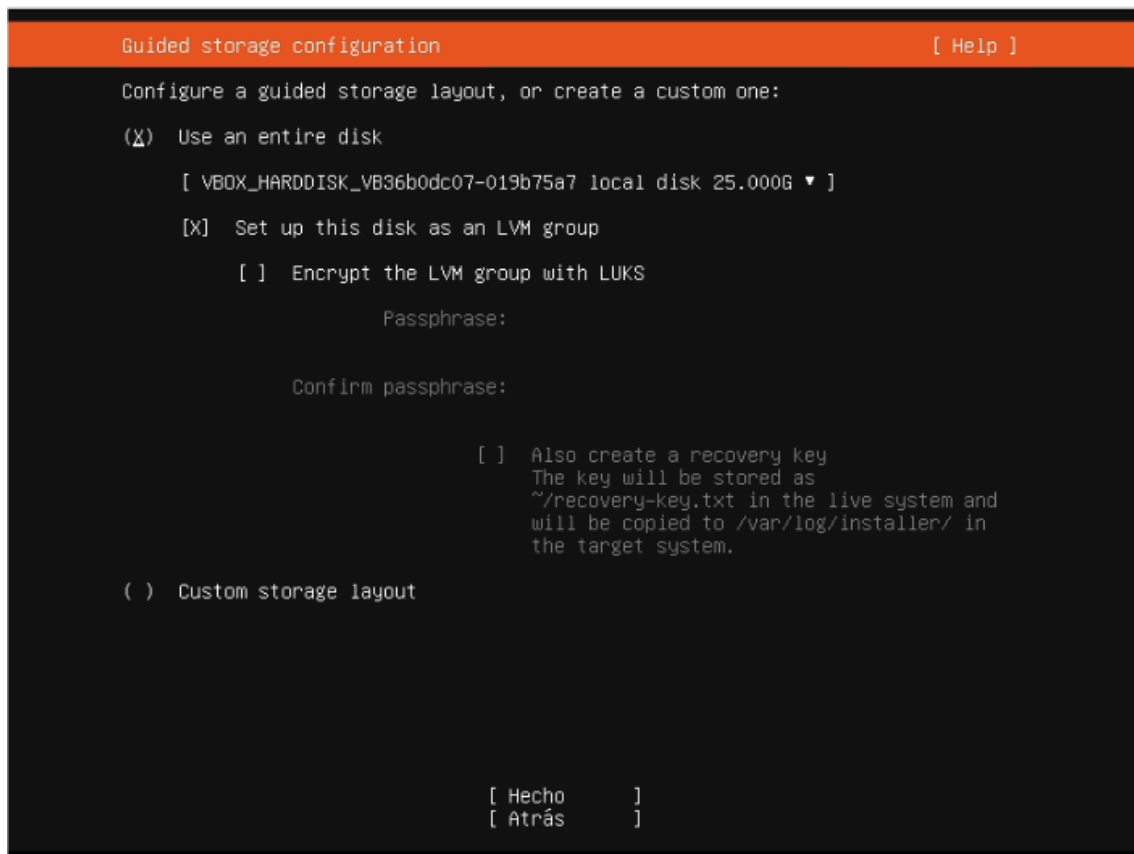 Guided storage configuration [ Help ]
Configure a guided storage layout, or create a custom one:
(X) Use an entire disk
[ VBOX_HARDDISK_VB36b0dc07-019b75a7 local disk 25.000G ▾ ]
[X] Set up this disk as an LVM group
[ ] Encrypt the LVM group with LUKS
Passphrase:
Confirm passphrase:
[ ] Also create a recovery key
The key will be stored as
~/recovery-key.txt in the live system and
will be copied to /var/log/installer/ in
the target system.
( ) Custom storage layout
[ Hecho ]
[ Atrás ]